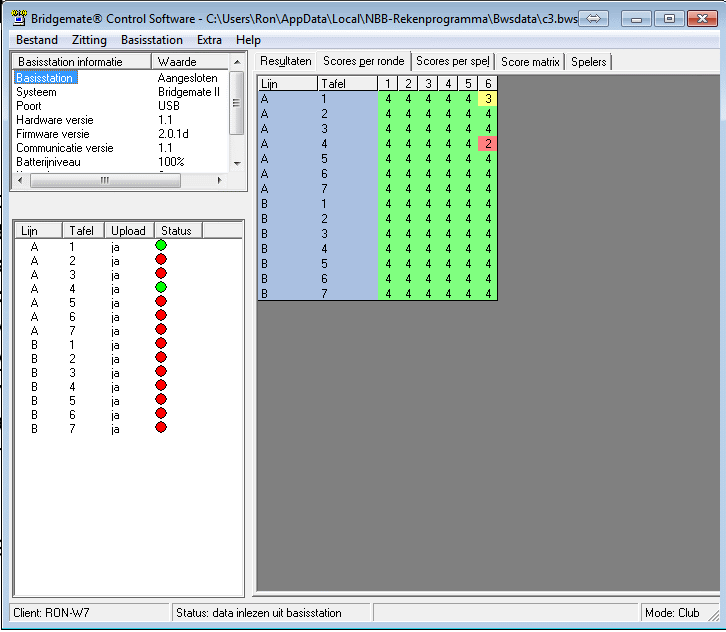 Bridgemate® Control Software - C:\Users\Ron\AppData\Local\NBB-Rekenprogramma\Bwsdata\c3.bws
Bestand Zitting Basisstation Extra Help
Basisstation informatie Waarde
Basisstation Aangesloten
Systeem Bridgemate II
Poort USB
Hardware versie 1.1
Firmware versie 2.0.1d
Communicatie versie 1.1
Batterijniveau 100%
Lijn Tafel Upload Status
A 1 ja
A 2 ja
A 3 ja
A 4 ja
A 5 ja
A 6 ja
A 7 ja
B 1 ja
B 2 ja
B 3 ja
B 4 ja
B 5 ja
B 6 ja
B 7 ja
Resultaten Scores per ronde Scores per spel Score matrix Spelers
Lijn Tafel 1 2 3 4 5 6
A 1 4 4 4 4 4 3
A 2 4 4 4 4 4 4
A 3 4 4 4 4 4 4
A 4 4 4 4 4 4 2
A 5 4 4 4 4 4 4
A 6 4 4 4 4 4 4
A 7 4 4 4 4 4 4
B 1 4 4 4 4 4 4
B 2 4 4 4 4 4 4
B 3 4 4 4 4 4 4
B 4 4 4 4 4 4 4
B 5 4 4 4 4 4 4
B 6 4 4 4 4 4 4
B 7 4 4 4 4 4 4
Client: RON-W7 Status: data inlezen uit basisstation Mode: Club